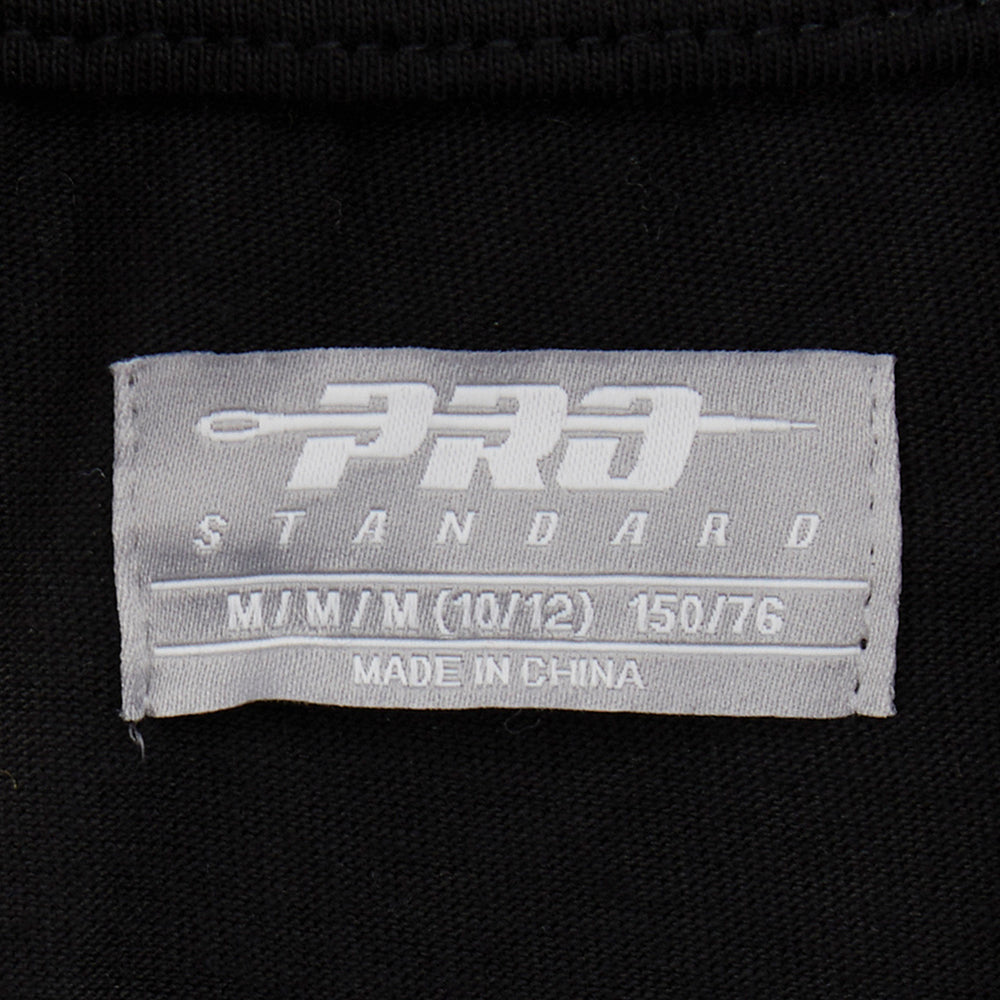 PRO
STANDARD
M/M/M (10/12) 150/76
MADE IN CHINA